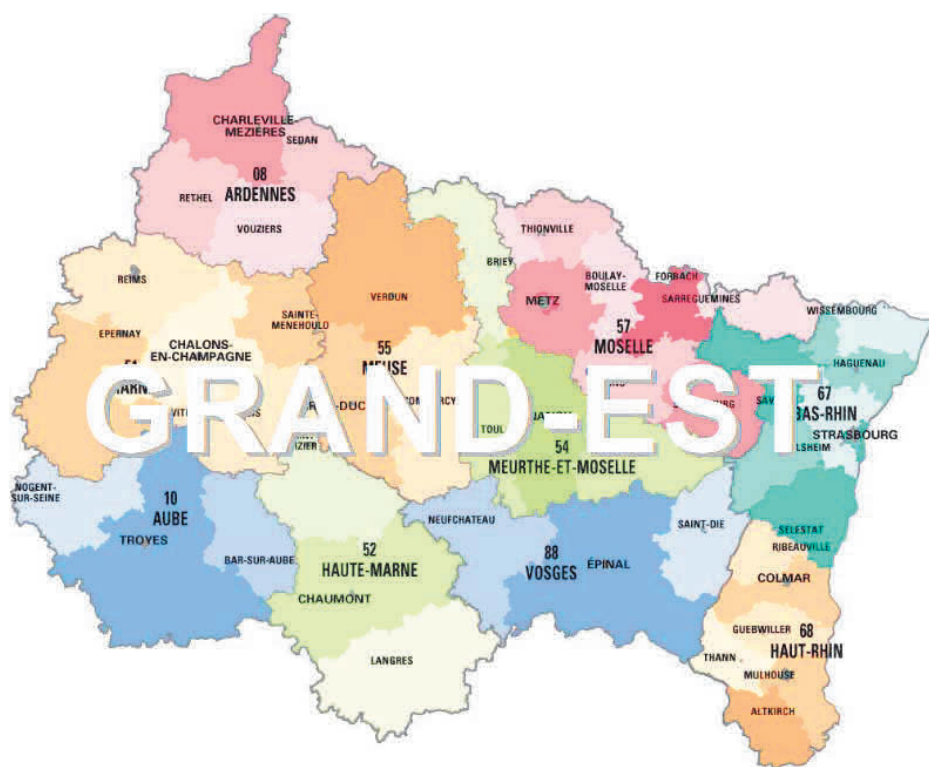 CHARLEVILLE-
MEZIÈRES
SEDAN
08
ARDENNES
RETHEL
VOUZIERS
THIONVILLE
BRIEY
REIMS
BOULAY-
MOSELLE
FORBACH
SARREGUEMINES
METZ
VERDUN
WISSEMBOURG
SAINTE-
MENEHOULD
EPERNAY
57
MOSELLE
CHALONS-
EN-CHAMPAGNE
55
MEUSE
HAGUENAU
GRAND-EST
67
BAS-RHIN
TOUL
STRASBOURG
54
MEURTHE-ET-MOSELLE
NOGENT-
SUR-SEINE
10
AUBE
NEUFCHATEAU
SAINT-DIE
SELESTAT
TROYES
RIBEAUVILLE
BAR-SUR-AUBE
52
HAUTE-MARNE
88
VOSGES
ÉPINAL
COLMAR
CHAUMONT
GUEBWILLER
68
HAUT-RHIN
THANN
LANGRES
MULHOUSE
ALTKIRCH